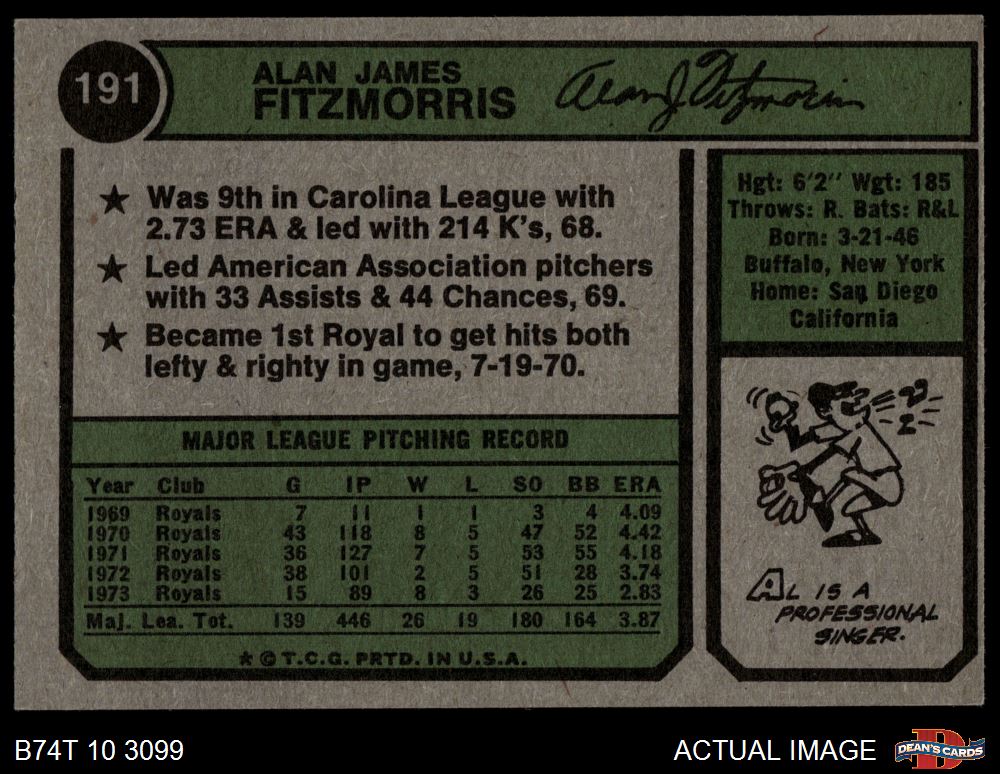 191
ALAN JAMES
FITZMORRIS
Alan J Fitzmorris
★ Was 9th in Carolina League with
2.73 ERA & led with 214 K's, 68.
★ Led American Association pitchers
with 33 Assists & 44 Chances, 69.
★ Became 1st Royal to get hits both
lefty & righty in game, 7-19-70.
MAJOR LEAGUE PITCHING RECORD
Year Club G IP W L SO BB ERA
1969 Royals 7 11 1 1 3 4 4.09
1970 Royals 43 118 8 5 47 52 4.42
1971 Royals 36 127 7 5 53 55 4.18
1972 Royals 38 101 2 5 51 28 3.74
1973 Royals 15 89 8 3 26 25 2.83
Maj. Lea. Tot. 139 446 26 19 180 164 3.87
★ © T.C.G. PRTD. IN U.S.A.
Hgt: 6'2" Wgt: 185
Throws: R. Bats: R&L
Born: 3-21-46
Buffalo, New York
Home: San Diego
California
AL IS A
PROFESSIONAL
SINGER.
B74T 10 3099
ACTUAL IMAGE
D
DEAN'S CARDS